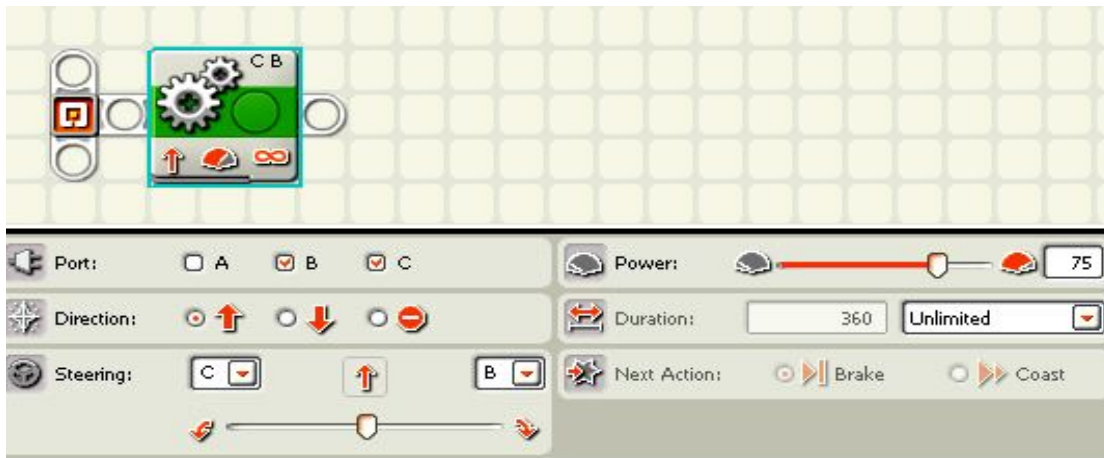 C B
Port: A B C
Power: 75
Direction:
Duration: 360 Unlimited
Steering: C B
Next Action: Brake Coast